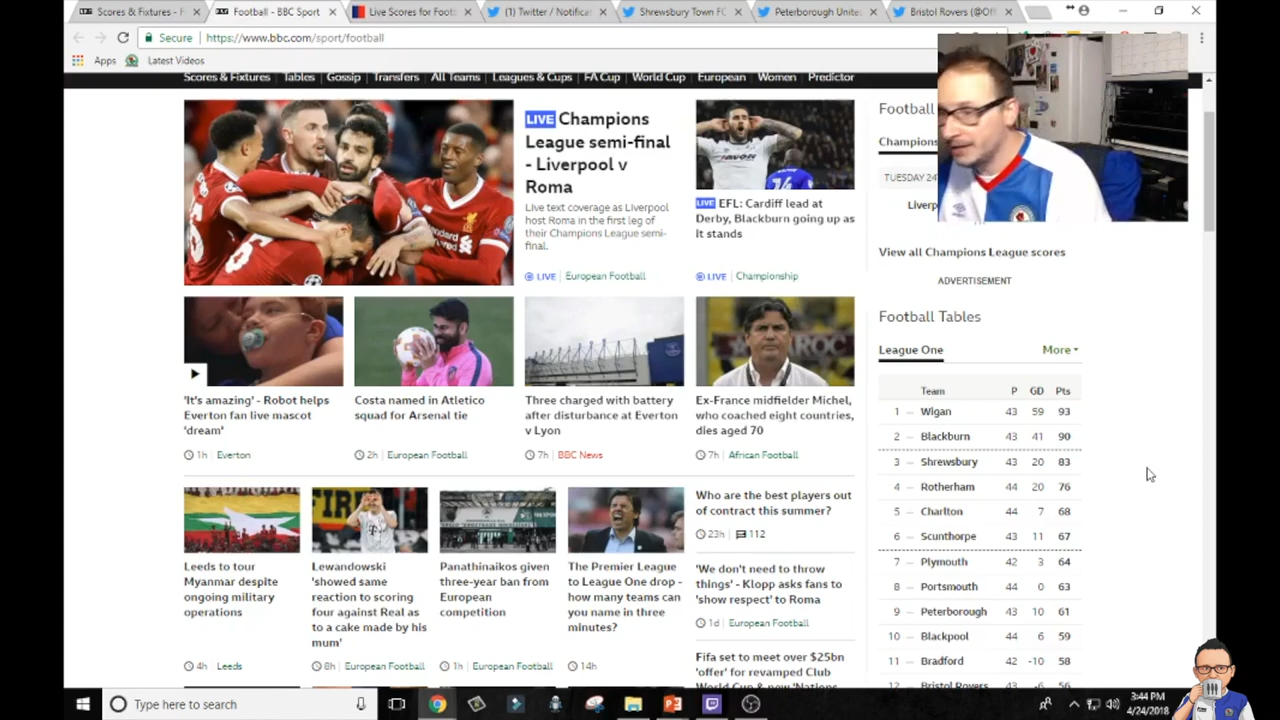 Scores & Fixtures - F
Football - BBC Sport
Live Scores for Foot
(1) Twitter / Notifica
Shrewsbury Town FC
Peterborough Unite
Bristol Rovers (@Off
Secure https://www.bbc.com/sport/football
Apps Latest Videos
Scores & Fixtures Tables Gossip Transfers All Teams Leagues & Cups FA Cup World Cup European Women Predictor
LIVE Champions
League semi-final
- Liverpool v
Roma
Live text coverage as Liverpool
host Roma in the first leg of
their Champions League semi-
final.
LIVE European Football
LIVE EFL: Cardiff lead at
Derby, Blackburn going up as
it stands
LIVE Championship
Football
Champions
TUESDAY 24
Liverp
View all Champions League scores
ADVERTISEMENT
'It's amazing' - Robot helps
Everton fan live mascot
'dream'
1h Everton
Costa named in Atletico
squad for Arsenal tie
2h European Football
Three charged with battery
after disturbance at Everton
v Lyon
7h BBC News
Ex-France midfielder Michel,
who coached eight countries,
dies aged 70
7h African Football
Football Tables
League One More
Team P GD Pts
1 Wigan 43 59 93
2 Blackburn 43 41 90
3 Shrewsbury 43 20 83
4 Rotherham 44 20 76
5 Charlton 44 7 68
6 Scunthorpe 43 11 67
7 Plymouth 42 3 64
8 Portsmouth 44 0 63
9 Peterborough 43 10 61
10 Blackpool 44 6 59
11 Bradford 42 -10 58
12 Bristol Rovers 43 -6 56
Leeds to tour
Myanmar despite
ongoing military
operations
4h Leeds
Lewandowski
'showed same
reaction to scoring
four against Real as
to a cake made by his
mum'
8h European Football
Panathinaikos given
three-year ban from
European
competition
1h European Football
The Premier League
to League One drop -
how many teams can
you name in three
minutes?
14h
Who are the best players out
of contract this summer?
23h 112
'We don't need to throw
things' - Klopp asks fans to
'show respect' to Roma
1d European Football
Fifa set to meet over $25bn
'offer' for revamped Club
World Cup & new 'Nations
Type here to search
3:44 PM
4/24/2018